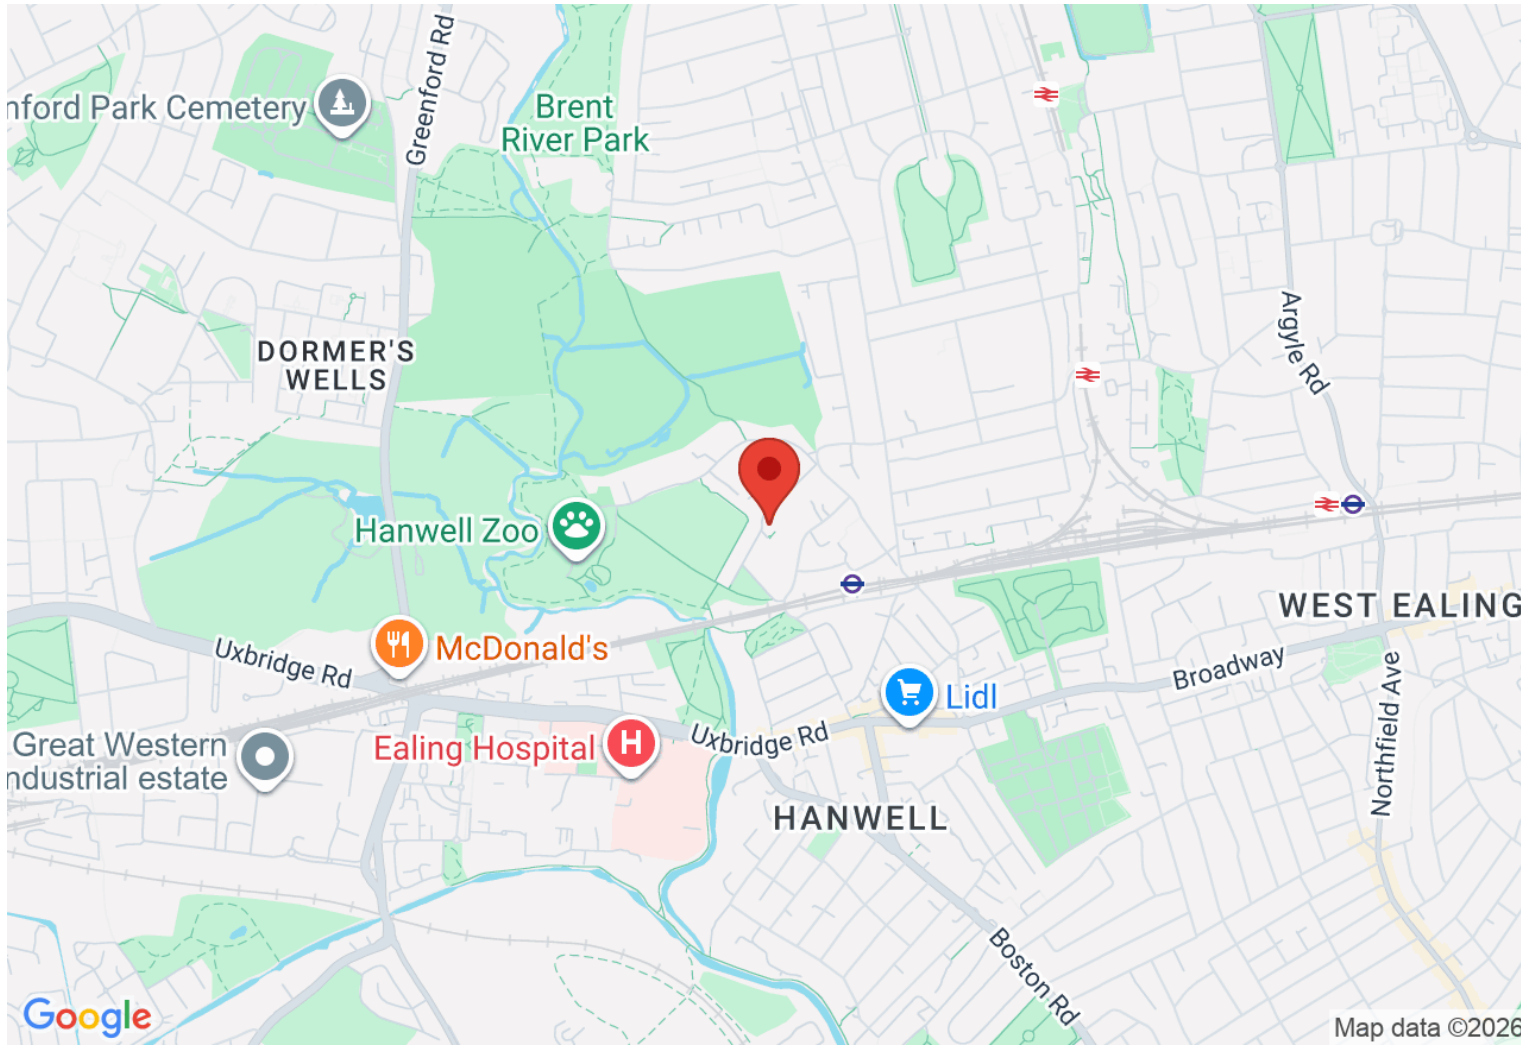 Greenford Rd
Brent
River Park
nford Park Cemetery
DORMER'S
WELLS
Argyle Rd
Hanwell Zoo
WEST EALING
McDonald's
Uxbridge Rd
Broadway
Northfield Ave
Lidl
Great Western
ndustrial estate
Ealing Hospital
H
Uxbridge Rd
HANWELL
Boston Rd
Google
Map data ©2026